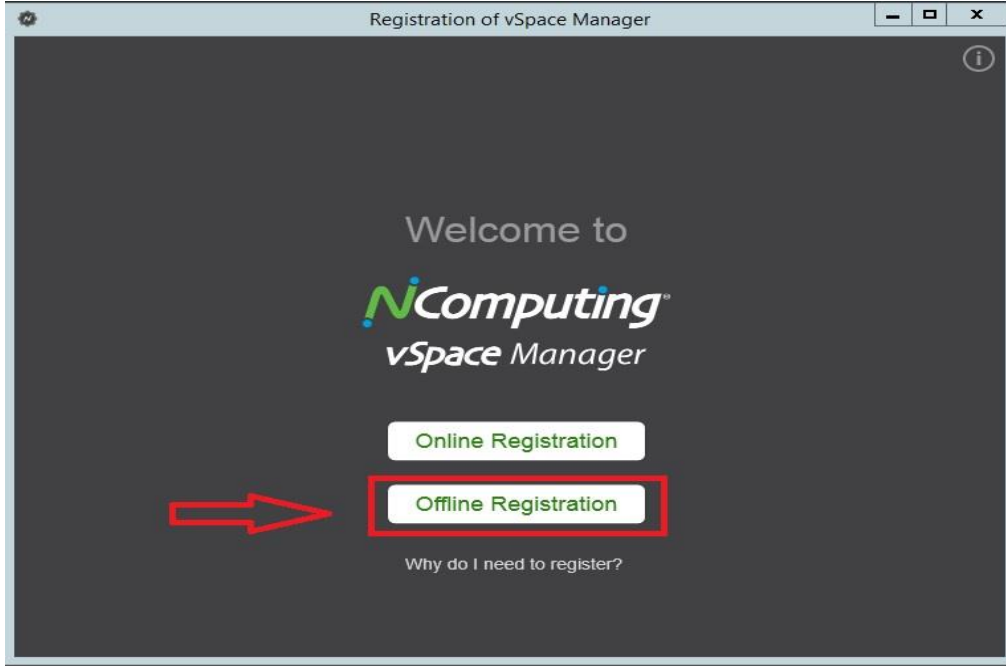 Registration of vSpace Manager
Welcome to
NComputing®
vSpace Manager
Online Registration
Offline Registration
Why do I need to register?